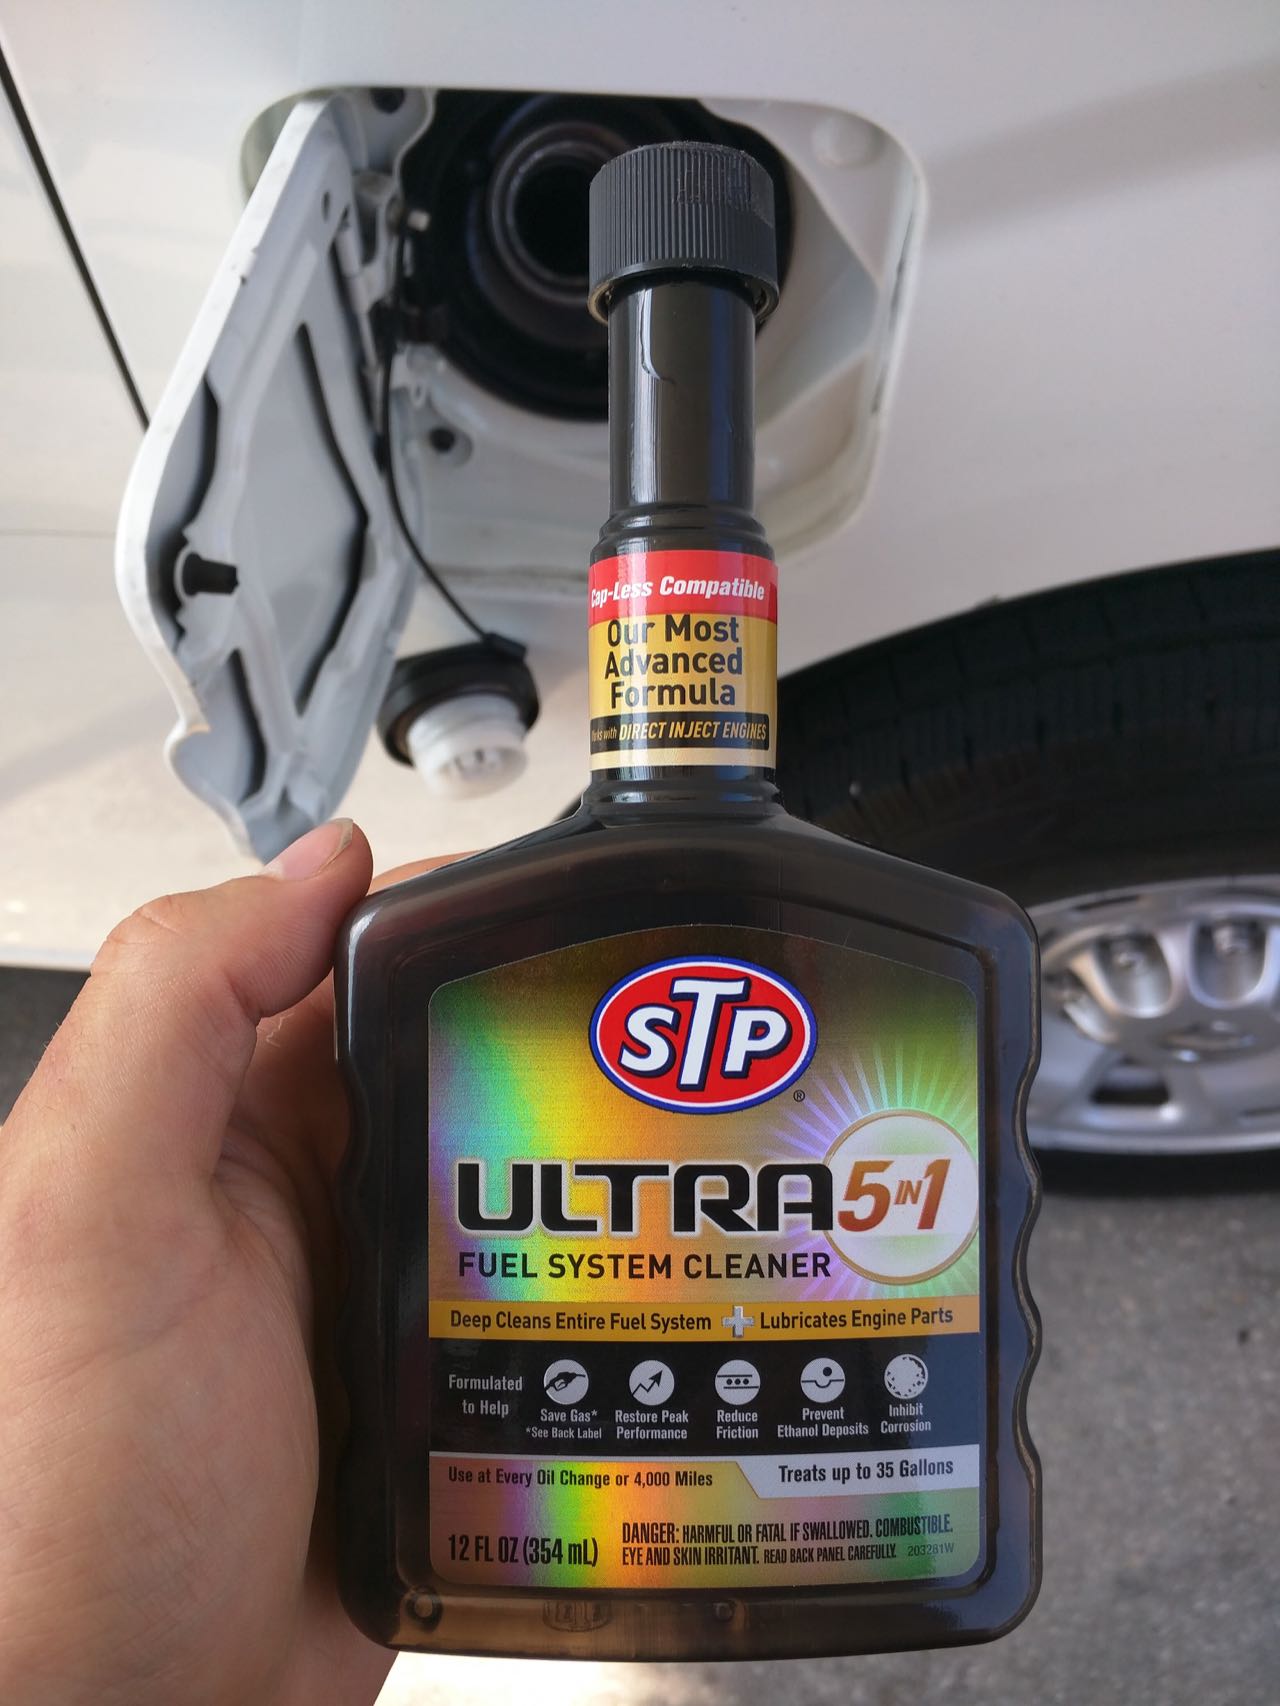 Cap-Less Compatible
Our Most
Advanced
Formula
Works with DIRECT INJECT ENGINES
STP
®
ULTRA 5 IN 1
FUEL SYSTEM CLEANER
Deep Cleans Entire Fuel System + Lubricates Engine Parts
Formulated
to Help
Save Gas*
*See Back Label
Restore Peak
Performance
Reduce
Friction
Prevent
Ethanol Deposits
Inhibit
Corrosion
Use at Every Oil Change or 4,000 Miles
Treats up to 35 Gallons
12 FL OZ (354 mL)
DANGER: HARMFUL OR FATAL IF SWALLOWED. COMBUSTIBLE.
EYE AND SKIN IRRITANT. READ BACK PANEL CAREFULLY. 203281W